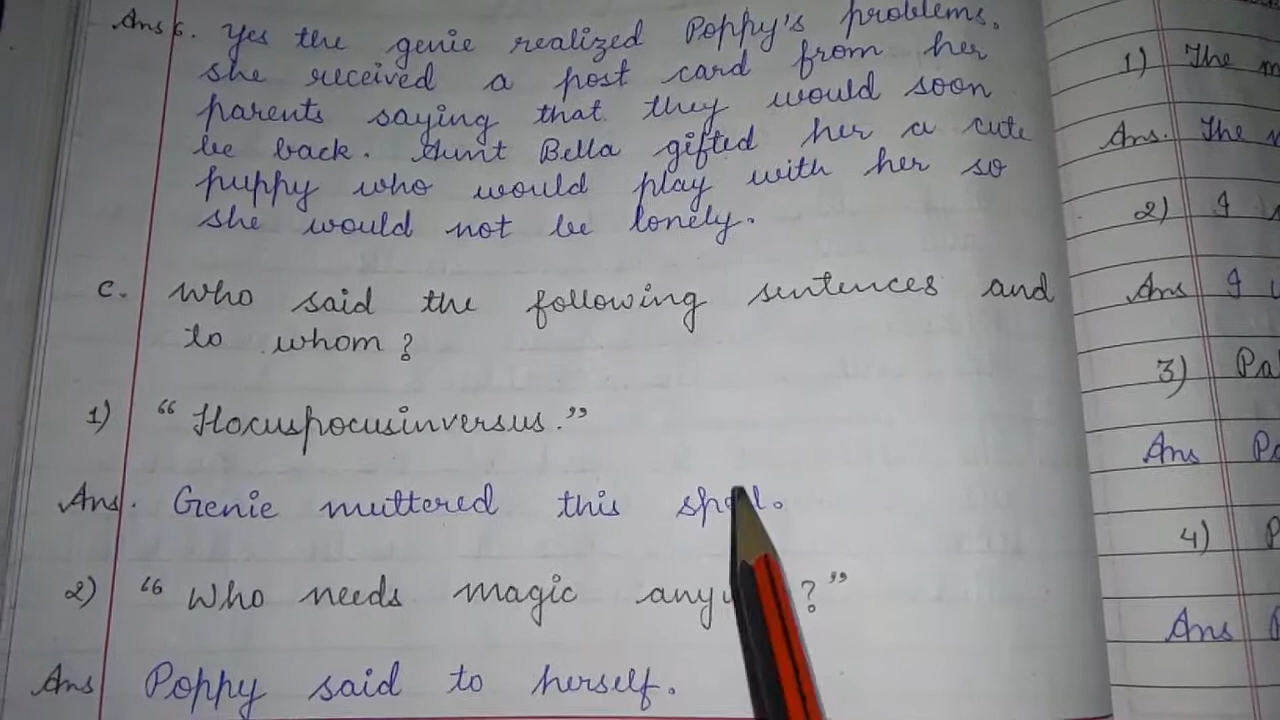 Ans 6. Yes the genie realized Poppy's problems.
she received a post card from her
parents saying that they would soon
be back. Aunt Bella gifted her a cute
puppy who would play with her so
she would not be lonely.
C. Who said the following sentences and
to whom?
1) "Hocuspocusinversus."
Ans. Genie muttered this
2) "Who needs magic ?"
Ans Poppy said to herself.
1) The
Ans. The
2) I
Ans I
3)
Ans
4)
Ans